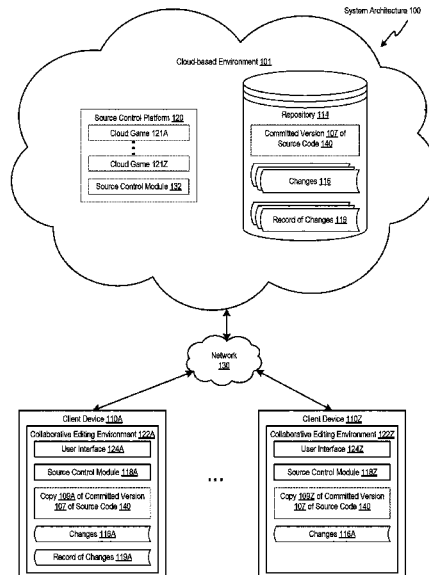 System Architecture 100
Cloud-based Environment 101
Source Control Platform 120
Cloud Game 121A
Cloud Game 121Z
Source Control Module 132
Repository 114
Committed Version 107 of
Source Code 140
Changes 116
Record of Changes 119
Network
130
Client Device 110A
Collaborative Editing Environment 122A
User Interface 124A
Source Control Module 118A
Copy 109A of Committed Version
107 of Source Code 140
Changes 116A
Record of Changes 119A
...
Client Device 110Z
Collaborative Editing Environment 122Z
User Interface 124Z
Source Control Module 118Z
Copy 109Z of Committed Version
107 of Source Code 140
Changes 116A